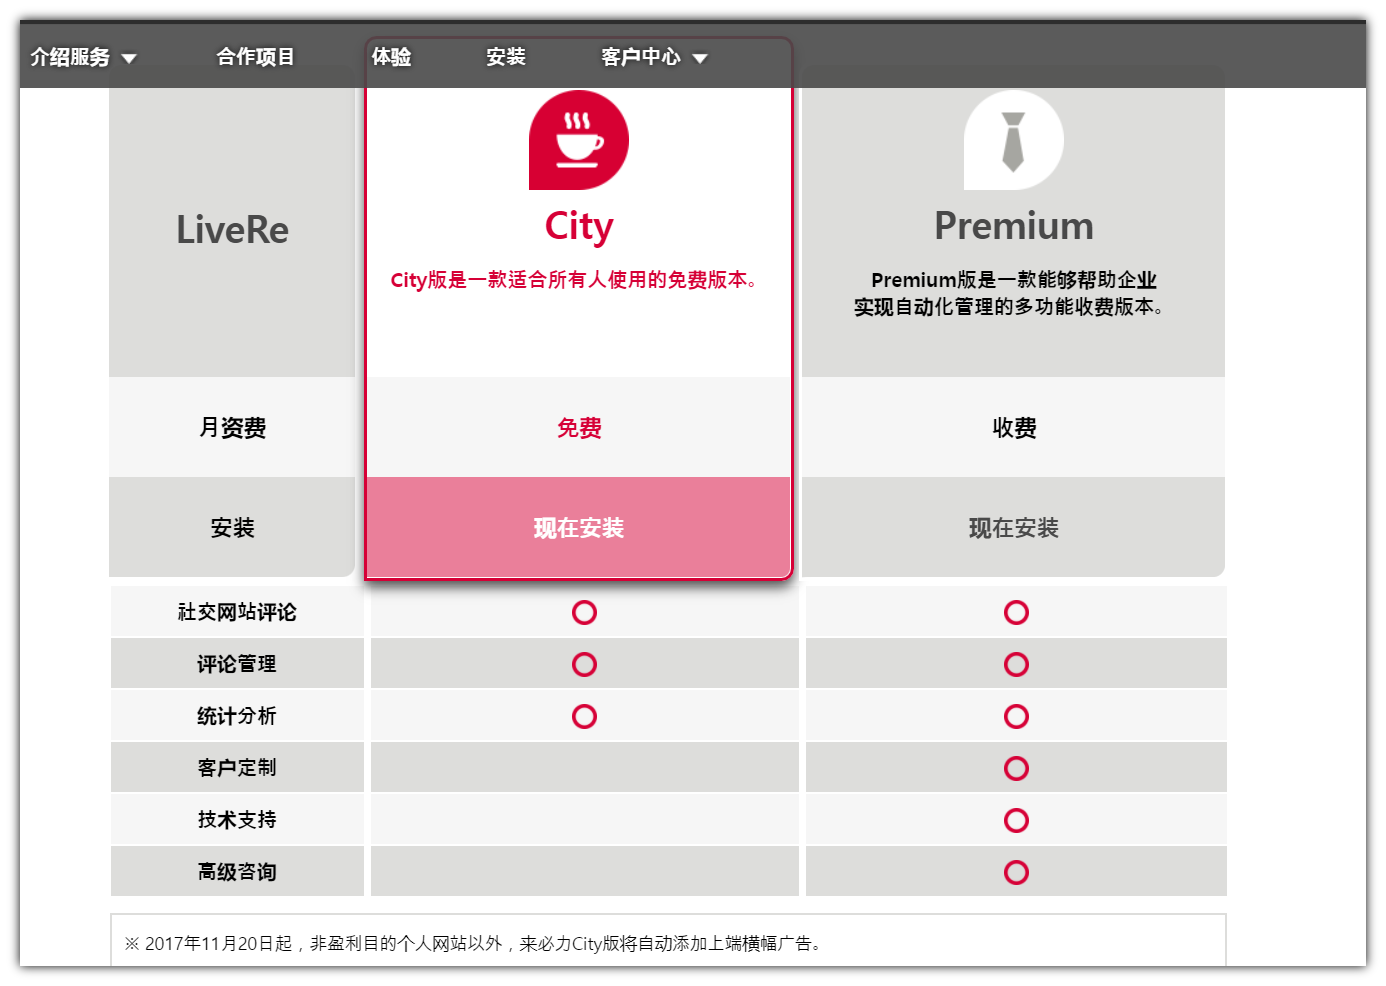 介绍服务 合作项目 体验 安装 客户中心
LiveRe
City
City版是一款适合所有人使用的免费版本。
Premium
Premium版是一款能够帮助企业
实现自动化管理的多功能收费版本。
月资费 免费 收费
安装 现在安装 现在安装
社交网站评论
评论管理
统计分析
客户定制
技术支持
高级咨询
※ 2017年11月20日起，非盈利目的个人网站以外，来必力City版将自动添加上端横幅广告。